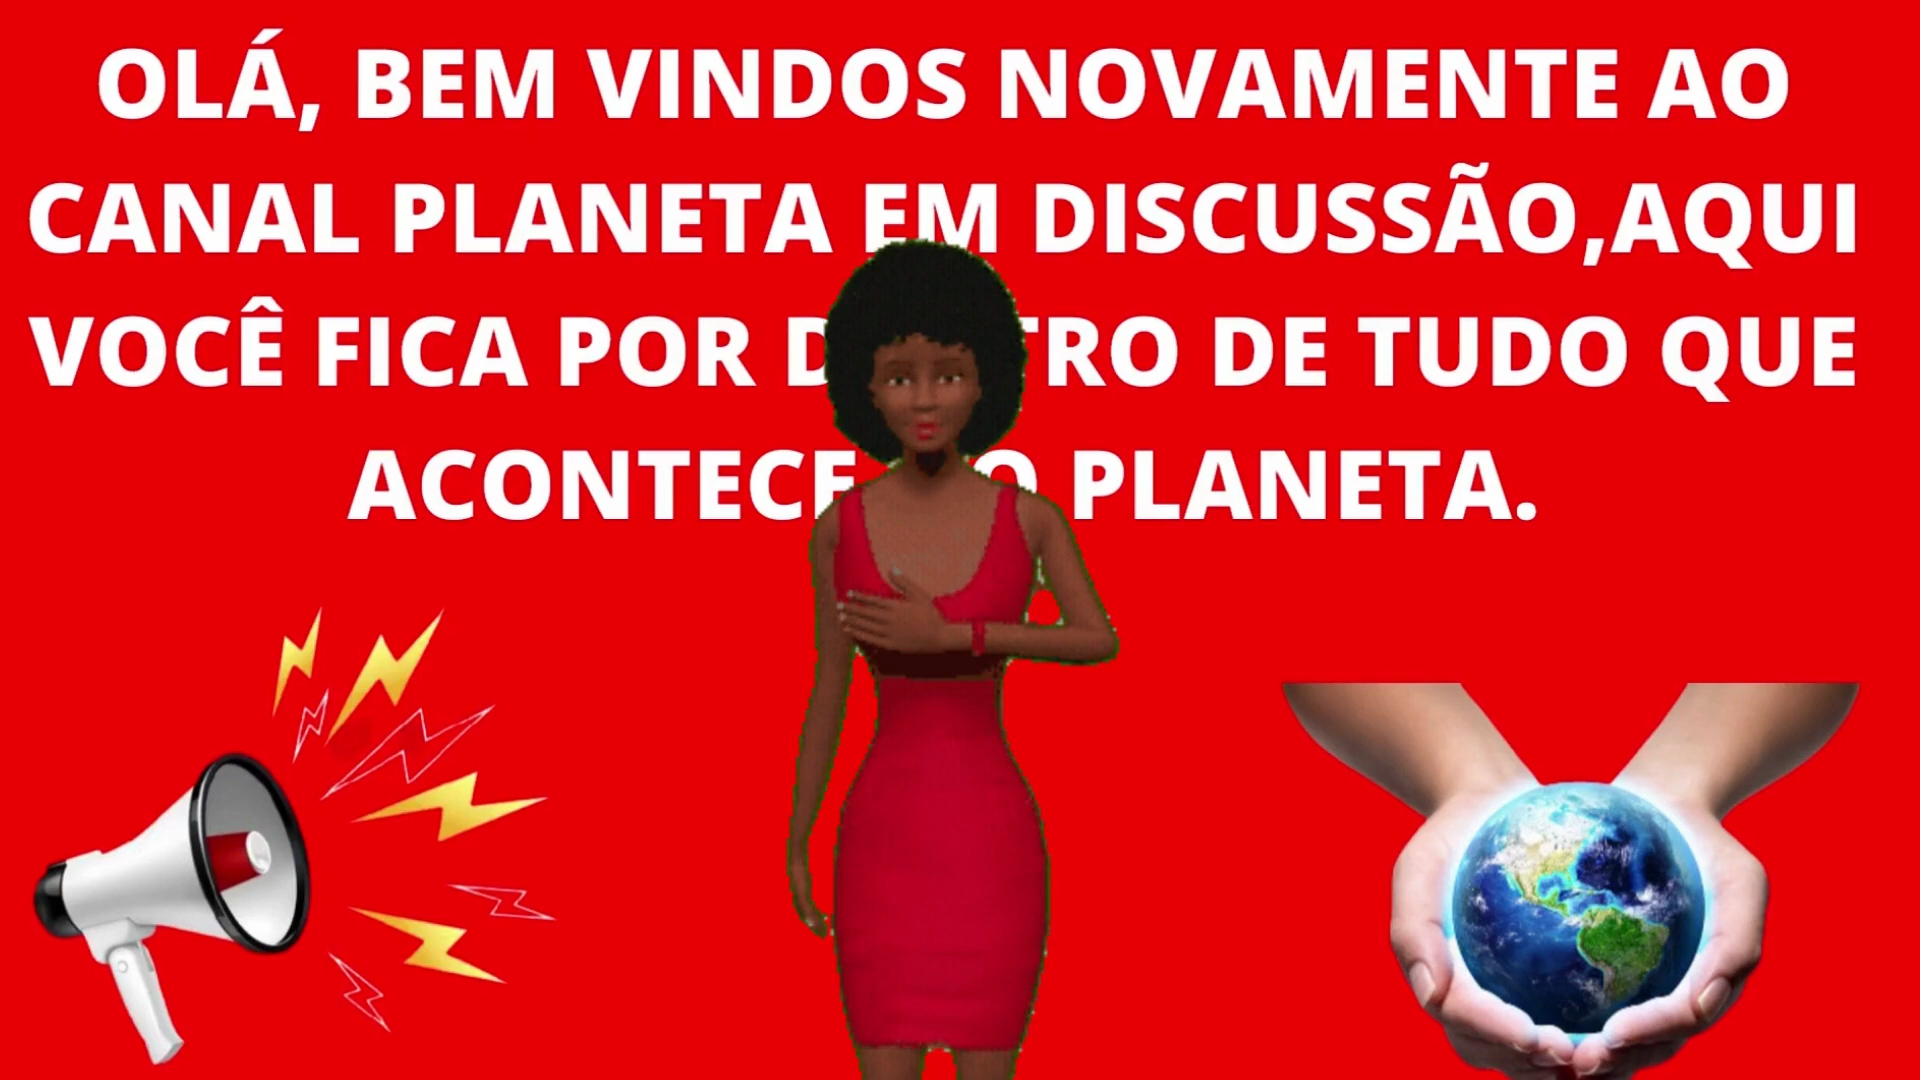 OLÁ, BEM VINDOS NOVAMENTE AO
CANAL PLANETA EM DISCUSSÃO,AQUI
VOCÊ FICA POR DE TUDO QUE
ACONTECE PLANETA.